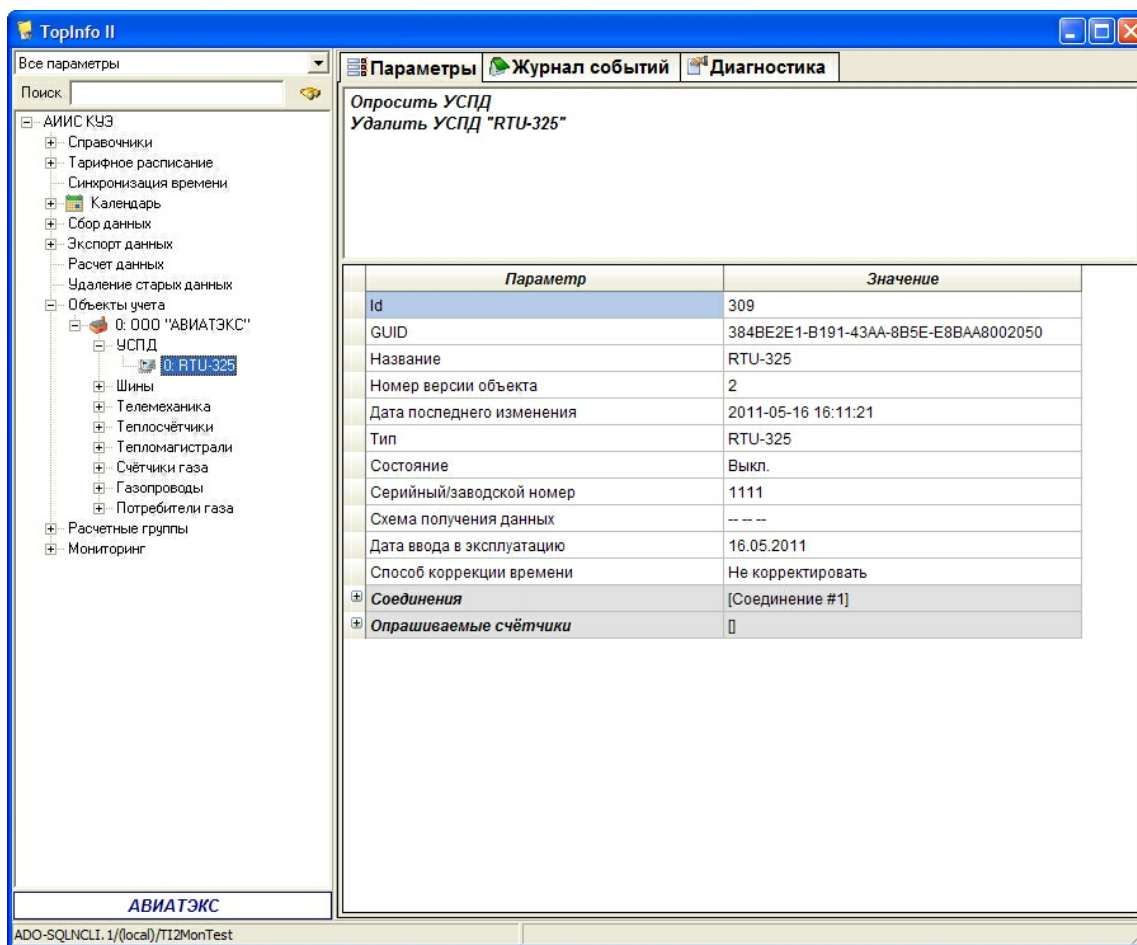 TopInfo II
Все параметры
Поиск
АИИС КУЭ
Справочники
Тарифное расписание
Синхронизация времени
Календарь
Сбор данных
Экспорт данных
Расчет данных
Удаление старых данных
Объекты учета
0: ООО "АВИАТЭКС"
УСПД
0: RTU-325
Шины
Телемеханика
Теплосчётчики
Тепломагистрали
Счётчики газа
Газопроводы
Потребители газа
Расчетные группы
Мониторинг
АВИАТЭКС
Параметры Журнал событий Диагностика
Опросить УСПД
Удалить УСПД "RTU-325"
Параметр Значение
Id 309
GUID 384BE2E1-B191-43AA-8B5E-E8BAA8002050
Название RTU-325
Номер версии объекта 2
Дата последнего изменения 2011-05-16 16:11:21
Тип RTU-325
Состояние Выкл.
Серийный/заводской номер 1111
Схема получения данных -- -- --
Дата ввода в эксплуатацию 16.05.2011
Способ коррекции времени Не корректировать
Соединения [Соединение #1]
Опрашиваемые счётчики []
ADO-SQLNCLI.1/(local)/TI2MonTest